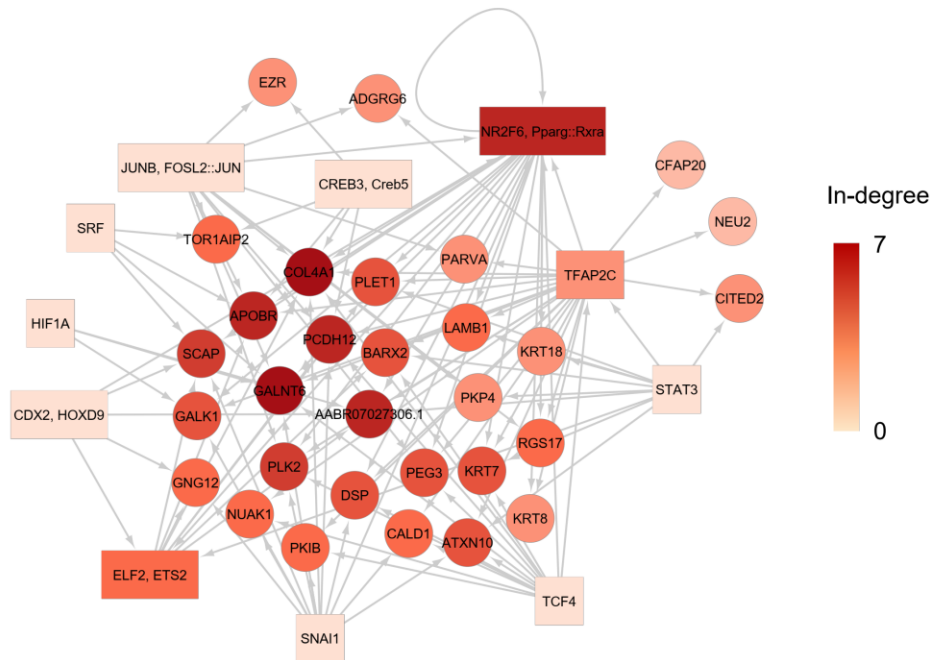 EZR
ADGRG6
NR2F6, Pparg::Rxra
JUNB, FOSL2::JUN
CREB3, Creb5
CFAP20
In-degree
SRF
TOR1AIP2
NEU2
7
COL4A1
PLET1
PARVA
TFAP2C
CITED2
APOBR
HIF1A
SCAP
PCDH12
BARX2
LAMB1
KRT18
GALNT6
PKP4
STAT3
CDX2, HOXD9
GALK1
AABR07027306.1
0
RGS17
GNG12
PLK2
PEG3
KRT7
NUAK1
DSP
KRT8
PKIB
CALD1
ATXN10
ELF2, ETS2
TCF4
SNAI1